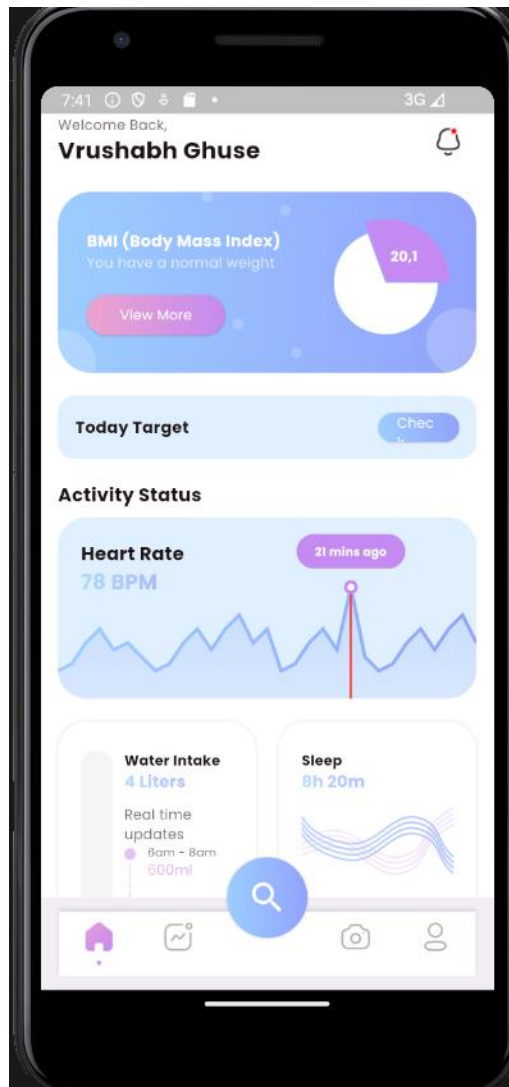 7:41
3G
Welcome Back,
Vrushabh Ghuse
BMI (Body Mass Index)
You have a normal weight
20,1
View More
Today Target
Chec
Activity Status
Heart Rate
21 mins ago
78 BPM
Water Intake
4 Liters
Real time
updates
6am - 8am
600ml
Sleep
8h 20m